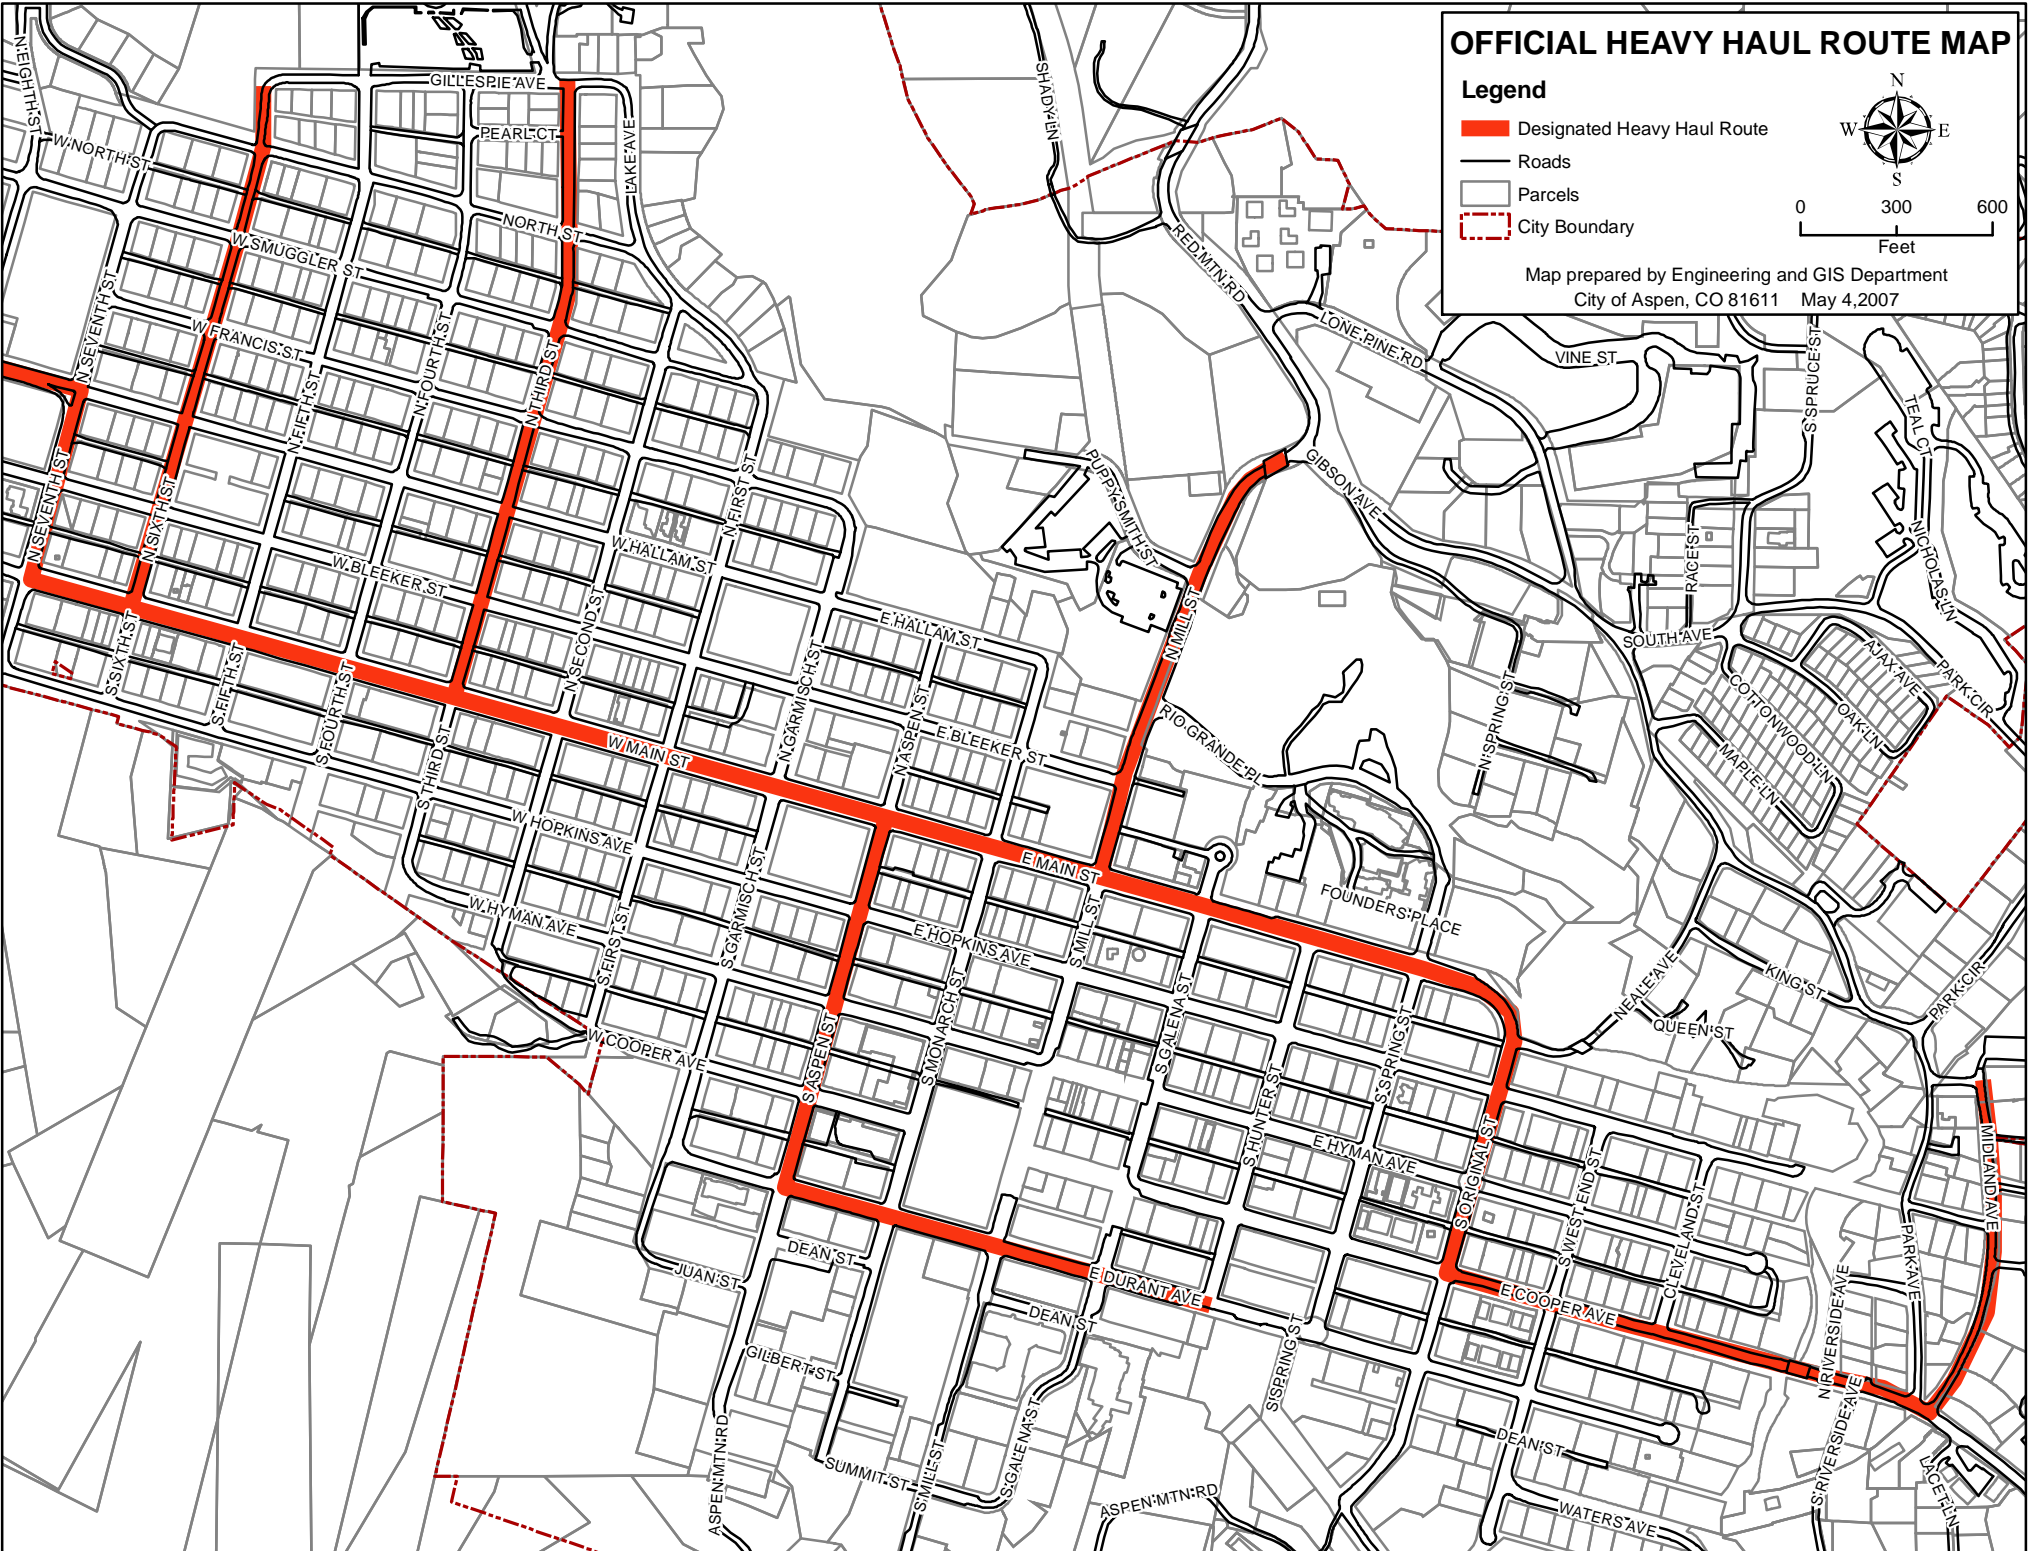 OFFICIAL HEAVY HAUL ROUTE MAP
Legend
Designated Heavy Haul Route
Roads
Parcels
City Boundary
N
W
E
S
0 300 600
Feet
Map prepared by Engineering and GIS Department
City of Aspen, CO 81611 May 4,2007
N EIGHTH ST
GILLESPIE AVE
PEARL CT
LAKE AVE
W NORTH ST
NORTH ST
SHADY LN
RED MTN RD
W SMUGGLER ST
N SEVENTH ST
W FRANCIS ST
N FIFTH ST
N FOURTH ST
N THIRD ST
LONE PINE RD
VINE ST
S SPRUCE ST
TEAL CT
N SEVENTH ST
N SIXTH ST
N FIRST ST
PUPPY SMITH ST
GIBSON AVE
NICHOLAS LN
RACE ST
W HALLAM ST
W BLEEKER ST
N SECOND ST
E HALLAM ST
N MILL ST
SOUTH AVE
AJAX AVE
PARK CIR
S SIXTH ST
S FIFTH ST
S FOURTH ST
S THIRD ST
N GARMISCH ST
N ASPEN ST
E BLEEKER ST
RIO GRANDE PL
N SPRING ST
COTTONWOOD LN
OAK LN
MAPLE LN
W MAIN ST
W HOPKINS AVE
E MAIN ST
FOUNDERS PLACE
W HYMAN AVE
S FIRST ST
S GARMISCH ST
E HOPKINS AVE
S MILL ST
NEALE AVE
KING ST
PARK CIR
QUEEN ST
W COOPER AVE
S ASPEN ST
S MONARCH ST
S GALENA ST
S HUNTER ST
S SPRING ST
E HYMAN AVE
S ORIGINAL ST
S WEST END ST
CLEVELAND ST
MIDLAND AVE
PARK AVE
DEAN ST
JUAN ST
E DURANT AVE
DEAN ST
E COOPER AVE
N RIVERSIDE AVE
S RIVERSIDE AVE
GILBERT ST
S SPRING ST
ASPEN MTN RD
SUMMIT ST
S MILL ST
S GALENA ST
ASPEN MTN RD
DEAN ST
WATERS AVE
LACET LN